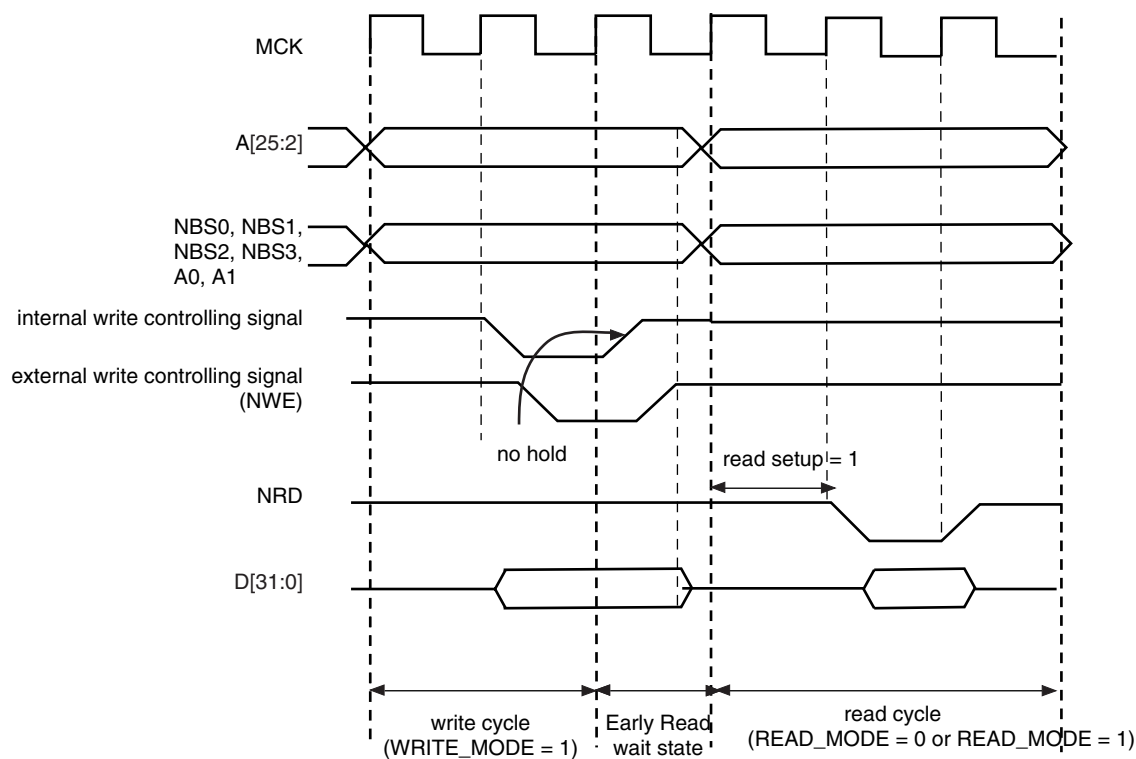 MCK
A[25:2]
NBS0, NBS1,
NBS2, NBS3,
A0, A1
internal write controlling signal
external write controlling signal
(NWE)
no hold
read setup = 1
NRD
D[31:0]
write cycle
(WRITE_MODE = 1)
Early Read
wait state
read cycle
(READ_MODE = 0 or READ_MODE = 1)